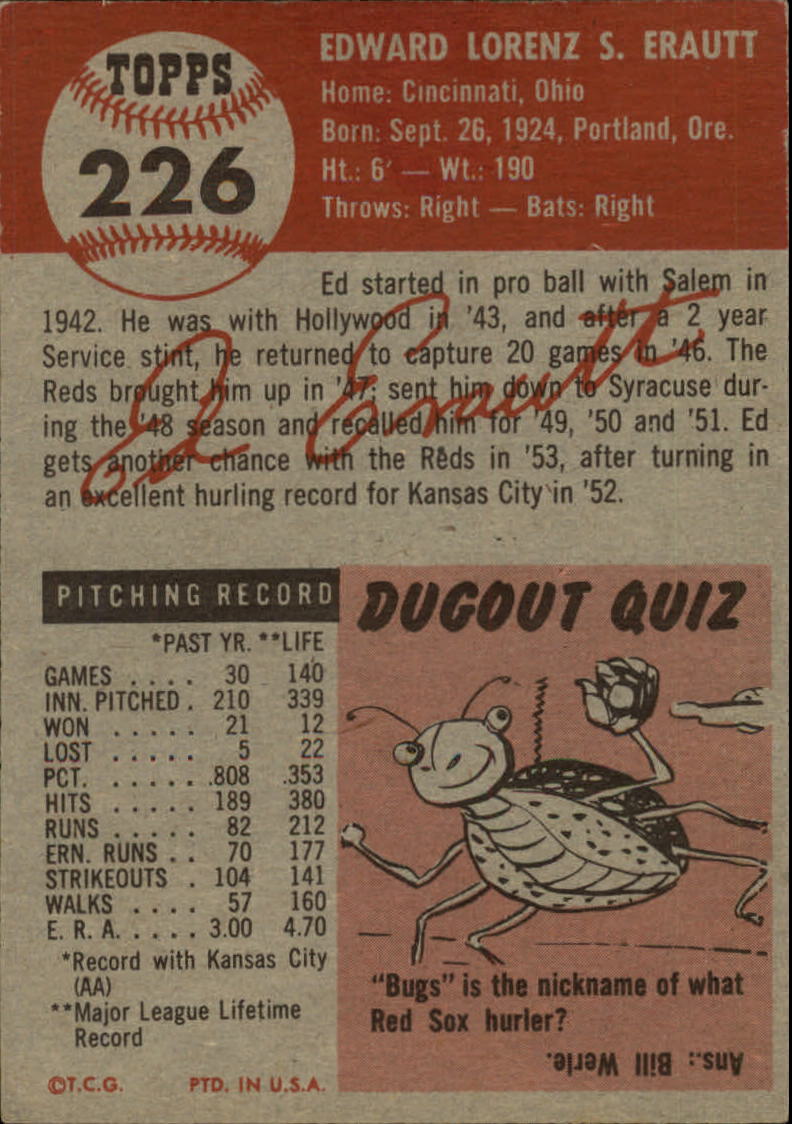 TOPPS
226
EDWARD LORENZ S. ERAUTT
Home: Cincinnati, Ohio
Born: Sept. 26, 1924, Portland, Ore.
Ht.: 6' — Wt.: 190
Throws: Right — Bats: Right
Ed started in pro ball with Salem in
1942. He was with Hollywood in '43, and after a 2 year
Service stint, he returned to capture 20 games in '46. The
Reds brought him up in '47; sent him down to Syracuse dur-
ing the '48 season and recalled him for '49, '50 and '51. Ed
gets another chance with the Reds in '53, after turning in
an excellent hurling record for Kansas City in '52.
Ed Erautt
PITCHING RECORD
*PAST YR. **LIFE
GAMES . . . . 30 140
INN. PITCHED . 210 339
WON . . . . . 21 12
LOST . . . . . 5 22
PCT. . . . . . .808 .353
HITS . . . . . 189 380
RUNS . . . . . 82 212
ERN. RUNS . . 70 177
STRIKEOUTS . 104 141
WALKS . . . . 57 160
E. R. A. . . . . 3.00 4.70
*Record with Kansas City
(AA)
**Major League Lifetime
Record
©T.C.G. PTD. IN U.S.A.
DUGOUT QUIZ
"Bugs" is the nickname of what
Red Sox hurler?
Ans.: Bill Werle.